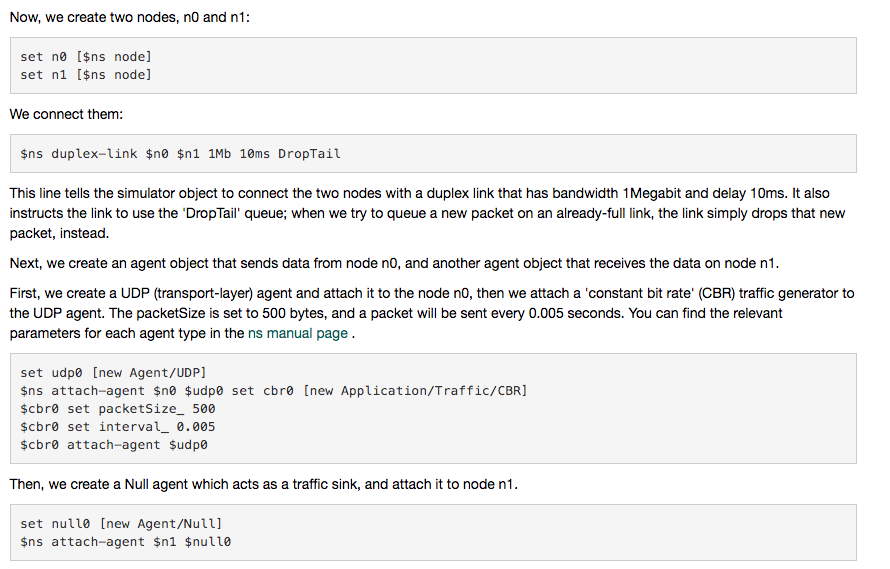 Now, we create two nodes, n0 and n1:
set n0 [$ns node]
set n1 [$ns node]
We connect them:
$ns duplex-link $n0 $n1 1Mb 10ms DropTail
This line tells the simulator object to connect the two nodes with a duplex link that has bandwidth 1Megabit and delay 10ms. It also
instructs the link to use the 'DropTail' queue; when we try to queue a new packet on an already-full link, the link simply drops that new
packet, instead.
Next, we create an agent object that sends data from node n0, and another agent object that receives the data on node n1.
First, we create a UDP (transport-layer) agent and attach it to the node n0, then we attach a 'constant bit rate' (CBR) traffic generator to
the UDP agent. The packetSize is set to 500 bytes, and a packet will be sent every 0.005 seconds. You can find the relevant
parameters for each agent type in the ns manual page .
set udp0 [new Agent/UDP]
$ns attach-agent $n0 $udp0 set cbr0 [new Application/Traffic/CBR]
$cbr0 set packetSize_ 500
$cbr0 set interval_ 0.005
$cbr0 attach-agent $udp0
Then, we create a Null agent which acts as a traffic sink, and attach it to node n1.
set null0 [new Agent/Null]
$ns attach-agent $n1 $null0